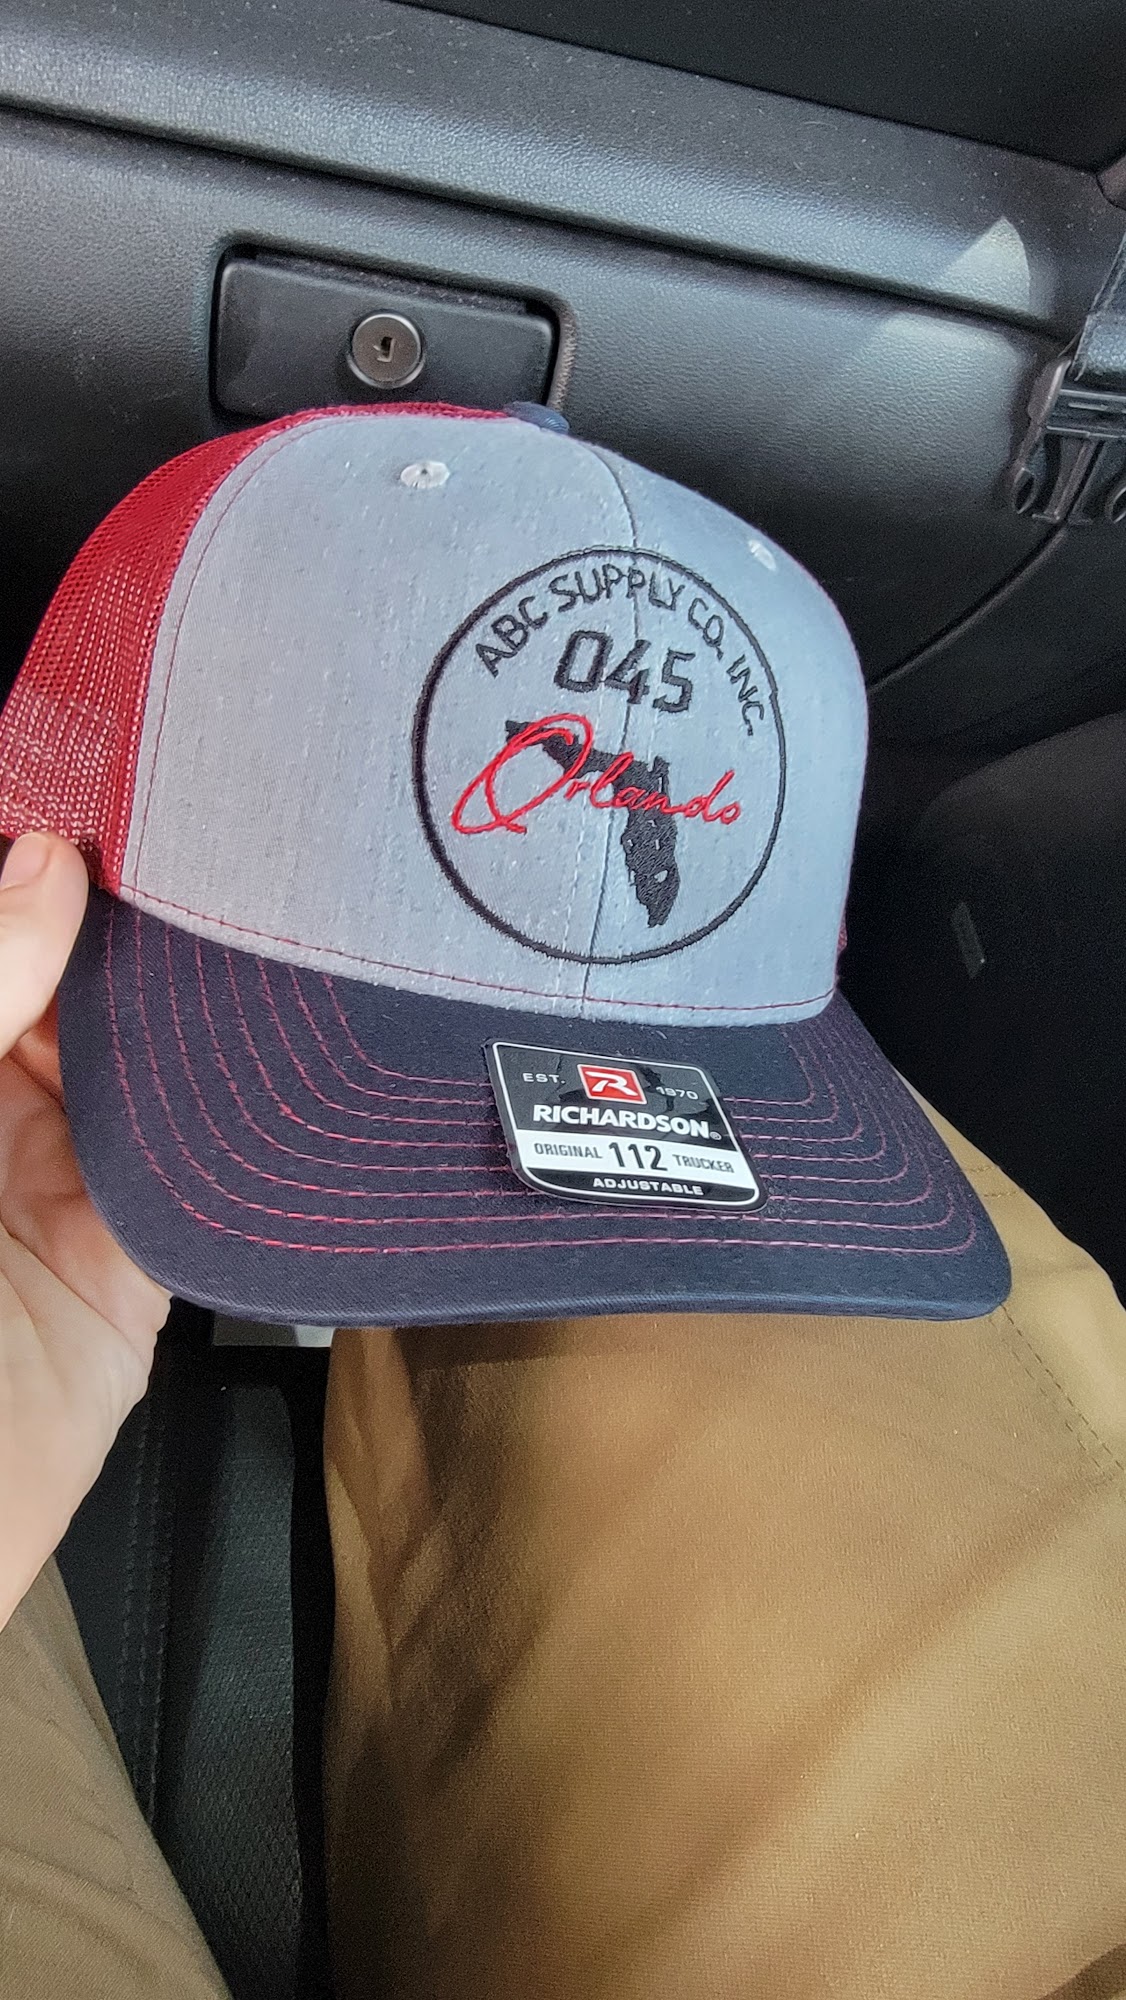 ABC SUPPLY CO. INC.
045
Orlando
EST. R 1970
RICHARDSON®
ORIGINAL 112 TRUCKER
ADJUSTABLE